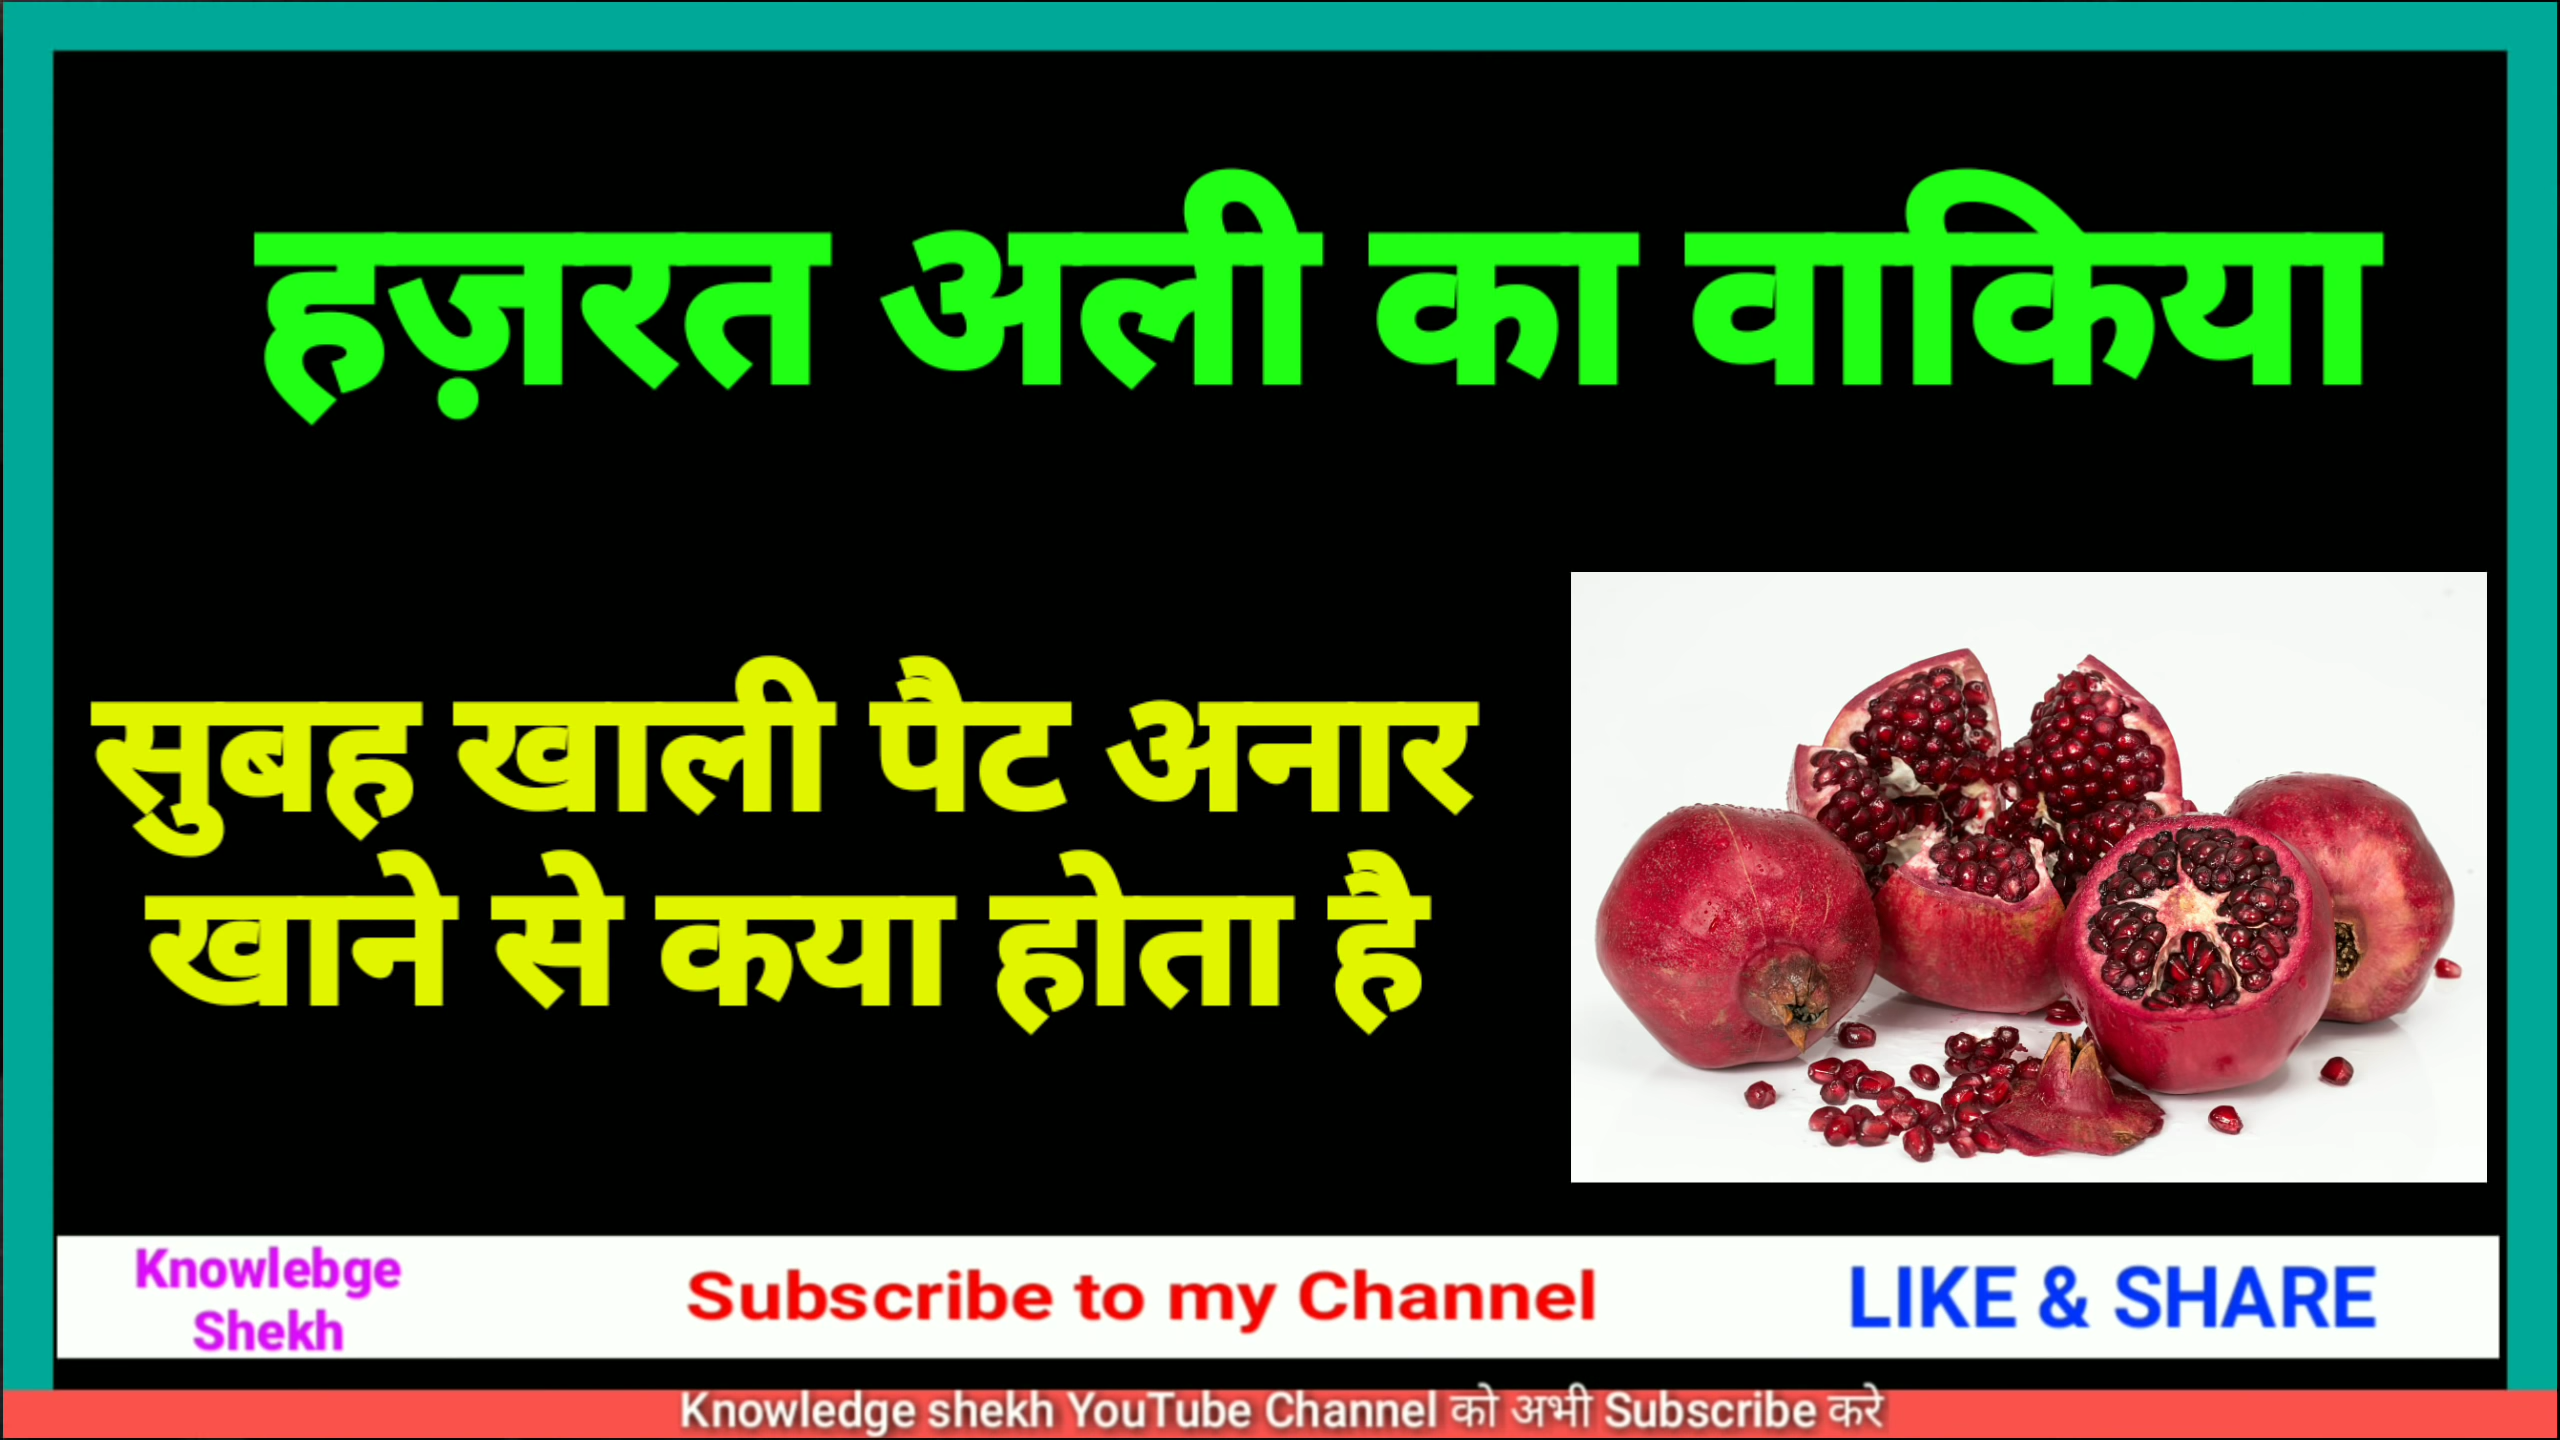 हज़रत अली का वाकिया
सुबह खाली पैट अनार
खाने से कया होता है
Knowlebge
Shekh
Subscribe to my Channel
LIKE & SHARE
Knowledge shekh YouTube Channel को अभी Subscribe करे